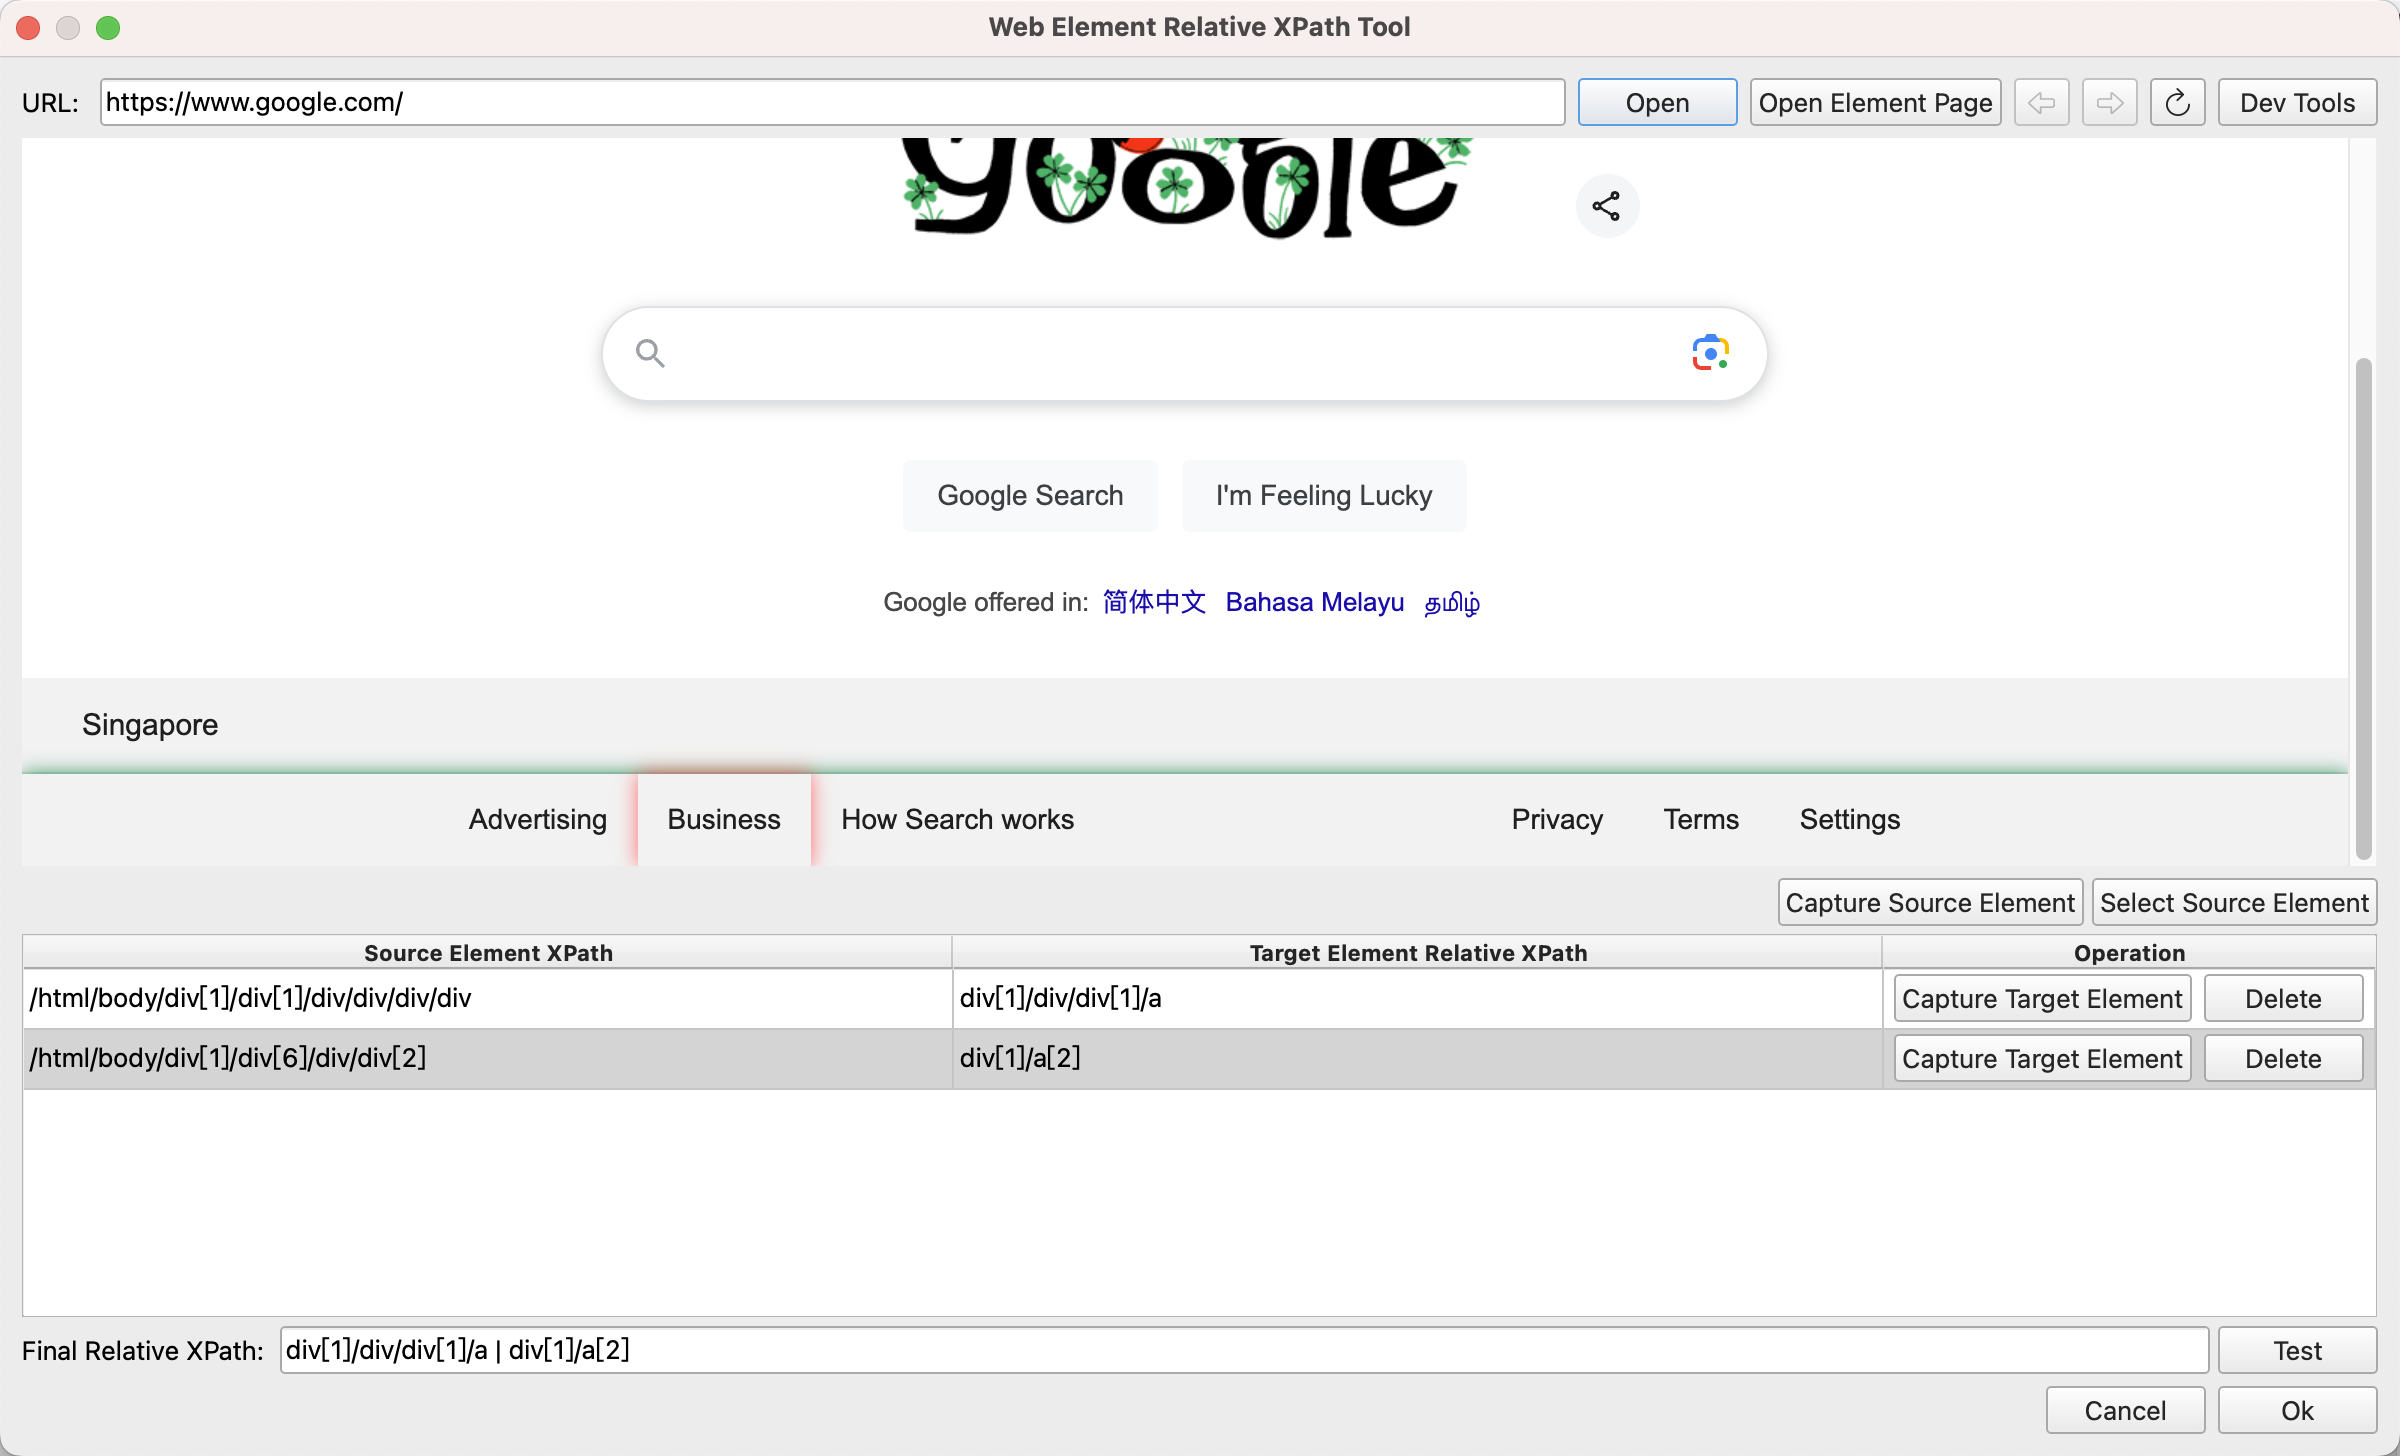 Web Element Relative XPath Tool
URL: https://www.google.com/ Open Open Element Page Dev Tools
google
Google Search I'm Feeling Lucky
Google offered in: 简体中文 Bahasa Melayu தமிழ்
Singapore
Advertising Business How Search works Privacy Terms Settings
Capture Source Element Select Source Element
Source Element XPath Target Element Relative XPath Operation
/html/body/div[1]/div[1]/div/div/div/div div[1]/div/div[1]/a Capture Target Element Delete
/html/body/div[1]/div[6]/div/div[2] div[1]/a[2] Capture Target Element Delete
Final Relative XPath: div[1]/div/div[1]/a | div[1]/a[2] Test
Cancel Ok